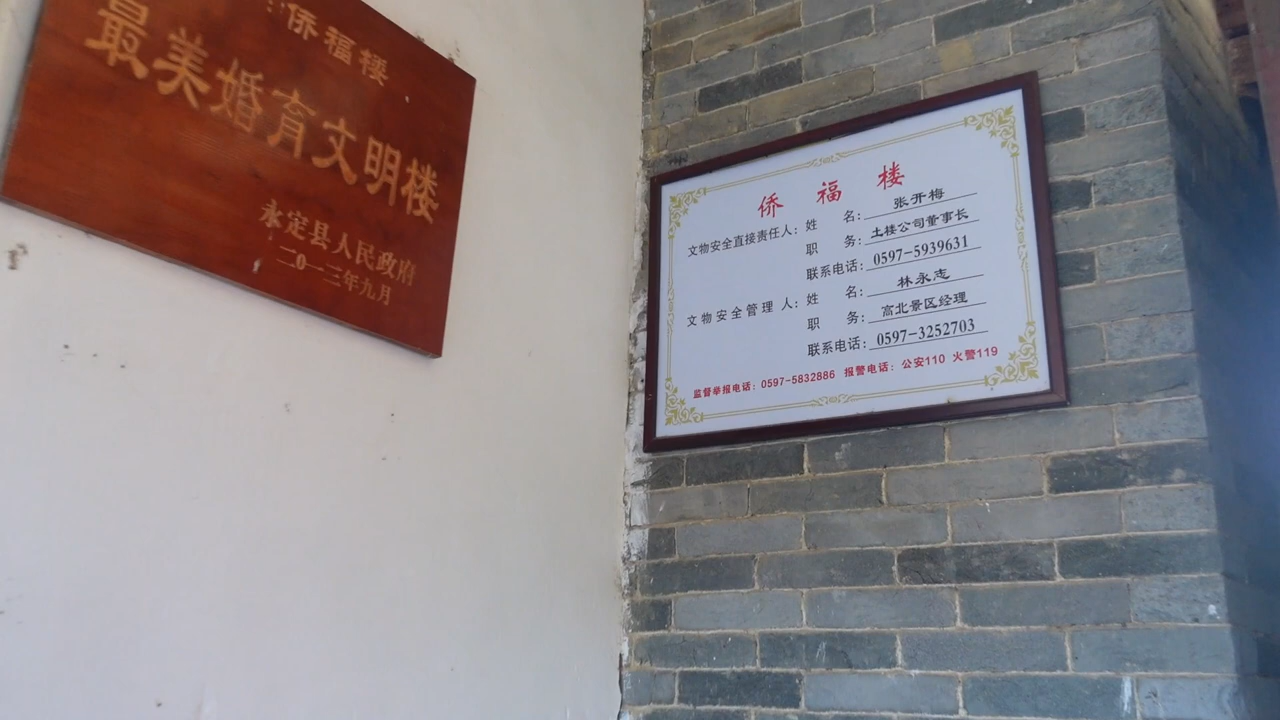 :侨福楼
最美婚育文明楼
永定县人民政府
二0一三年九月
侨福楼
文物安全直接责任人:姓 名:张开梅
职 务:土楼公司董事长
联系电话:0597-5939631
文物安全管理人:姓 名:林永志
职 务:高北景区经理
联系电话:0597-3252703
监督举报电话:0597-5832886 报警电话:公安110 火警119